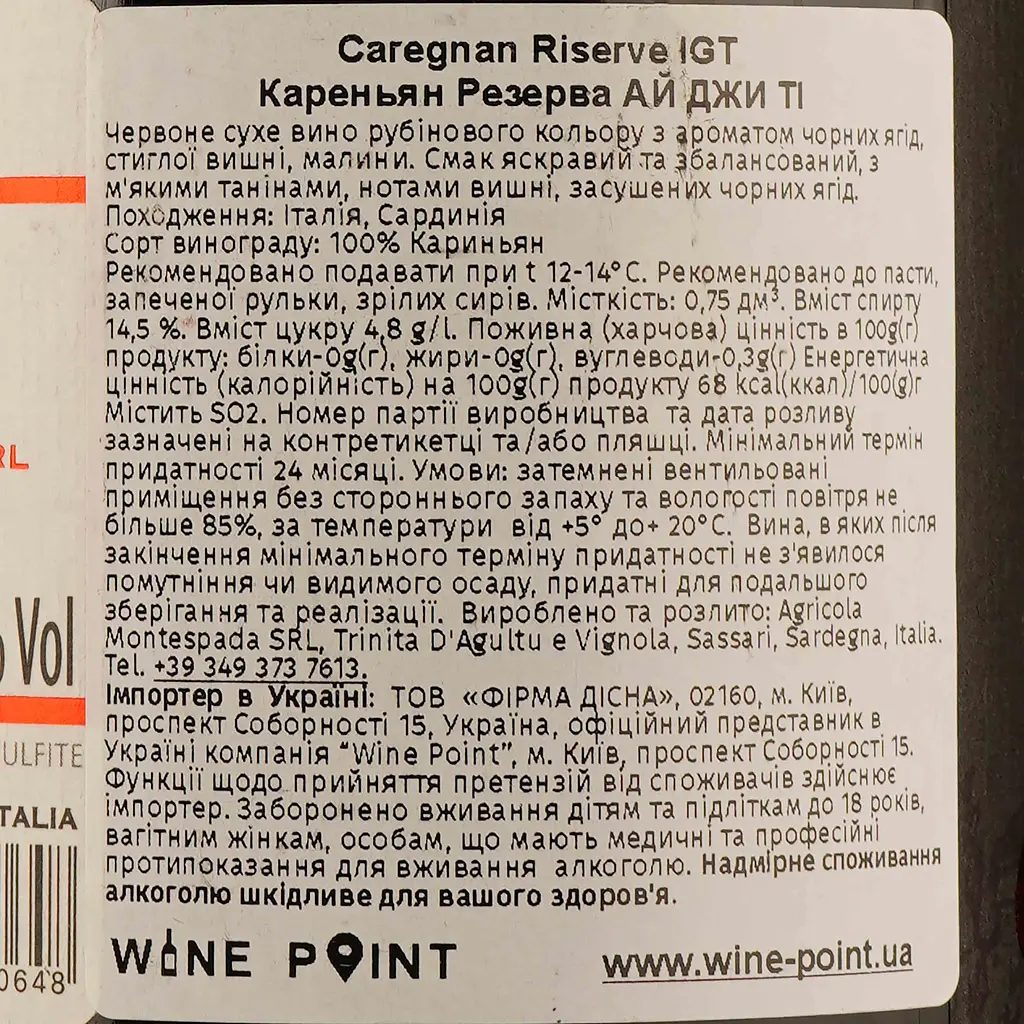 Caregnan Riserve IGT
Кареньян Резерва АЙ ДЖИ ТІ
Червоне сухе вино рубінового кольору з ароматом чорних ягід,
стиглої вишні, малини. Смак яскравий та збалансований, з
м'якими танінами, нотами вишні, засушених чорних ягід.
Походження: Італія, Сардинія
Сорт винограду: 100% Кариньян
Рекомендовано подавати при t 12-14°C. Рекомендовано до пасти,
запеченої рульки, зрілих сирів. Місткість: 0,75 дм³. Вміст спирту
14,5 %. Вміст цукру 4,8 g/l. Поживна (харчова) цінність в 100g(г)
продукту: білки-0g(г), жири-0g(г), вуглеводи-0,3g(г) Енергетична
цінність (калорійність) на 100g(г) продукту 68 kcal(ккал)/100(g)г
Містить SO2. Номер партії виробництва та дата розливу
зазначені на контретикетці та/або пляшці. Мінімальний термін
придатності 24 місяці. Умови: затемнені вентильовані
приміщення без стороннього запаху та вологості повітря не
більше 85%, за температури від +5° до+ 20°C. Вина, в яких після
закінчення мінімального терміну придатності не з'явилося
помутніння чи видимого осаду, придатні для подальшого
зберігання та реалізації. Вироблено та розлито: Agricola
Montespada SRL, Trinita D'Agultu e Vignola, Sassari, Sardegna, Italia.
Tel. +39 349 373 7613.
Імпортер в Україні: ТОВ «ФІРМА ДІСНА», 02160, м. Київ,
проспект Соборності 15, Україна, офіційний представник в
Україні компанія “Wine Point”, м. Київ, проспект Соборності 15.
Функції щодо прийняття претензій від споживачів здійснює
імпортер. Заборонено вживання дітям та підліткам до 18 років,
вагітним жінкам, особам, що мають медичні та професійні
протипоказання для вживання алкоголю. Надмірне споживання
алкоголю шкідливе для вашого здоров'я.
WINE POINT
www.wine-point.ua
RL
Vol
ULFITE
TALIA
0648